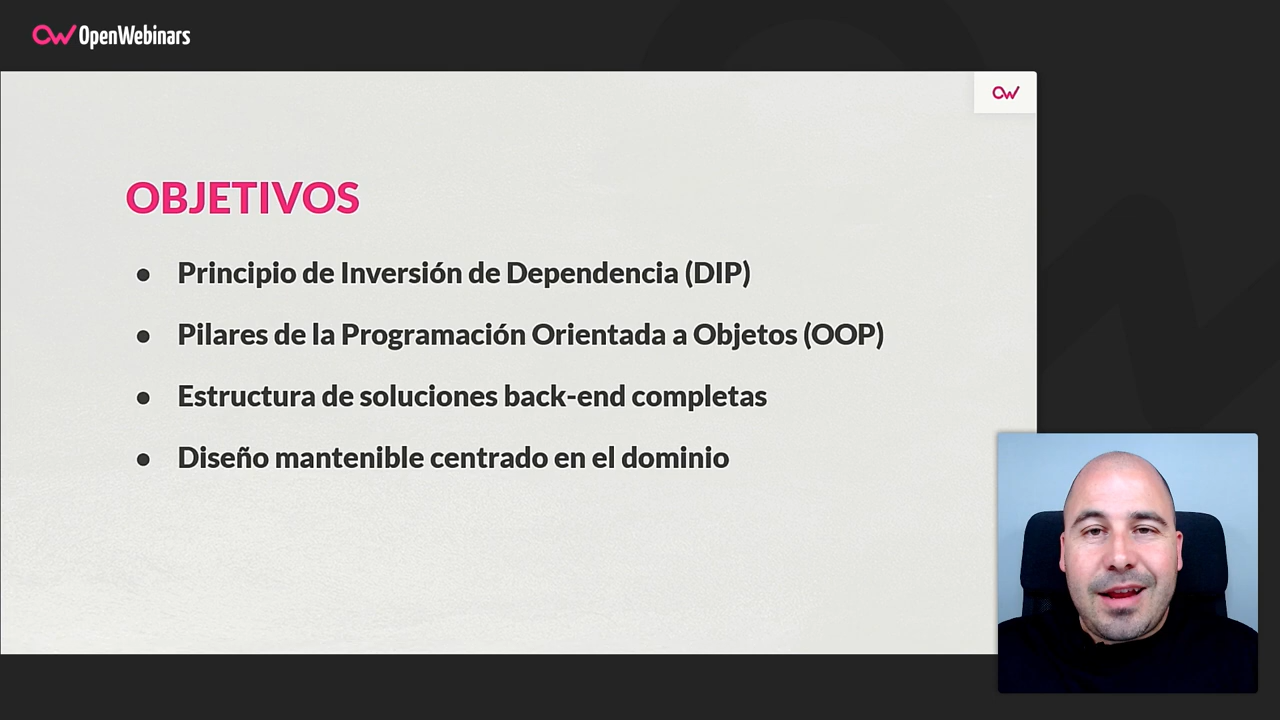 OpenWebinars
OBJETIVOS
● Principio de Inversión de Dependencia (DIP)
● Pilares de la Programación Orientada a Objetos (OOP)
● Estructura de soluciones back-end completas
● Diseño mantenible centrado en el dominio